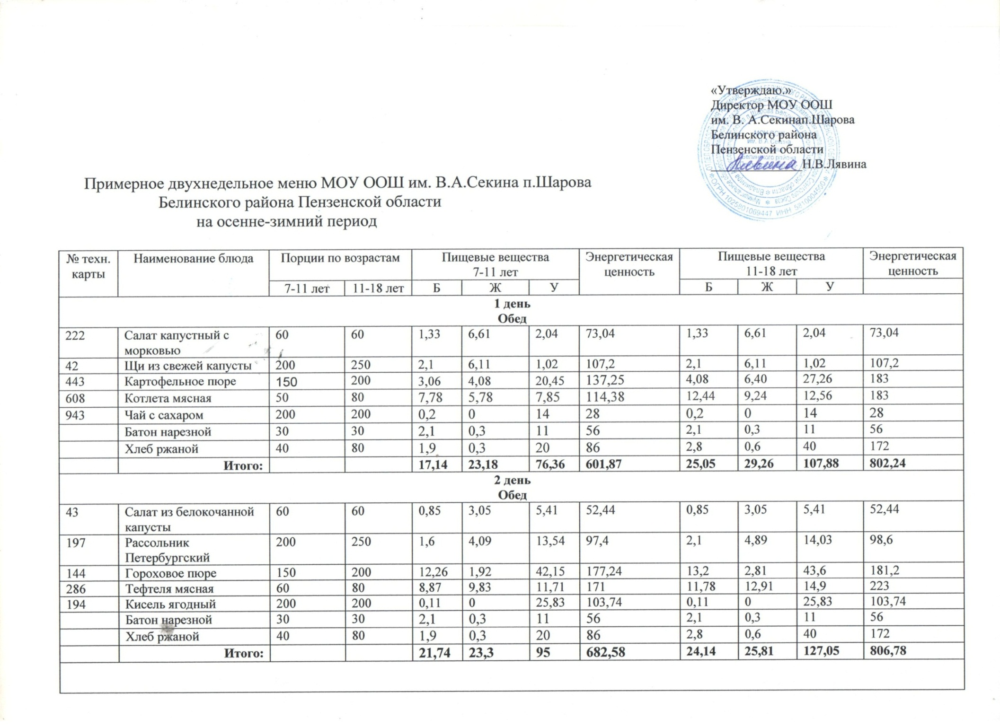 «Утверждаю.»
Директор МОУ ООШ
им. В. А.Секинап.Шарова
Белинского района
Пензенской области
Н.В.Лявина
Примерное двухнедельное меню МОУ ООШ им. В.А.Секина п.Шарова
Белинского района Пензенской области
на осенне-зимний период
№ техн. карты Наименование блюда Порции по возрастам Пищевые вещества 7-11 лет Энергетическая ценность Пищевые вещества 11-18 лет Энергетическая ценность
7-11 лет 11-18 лет Б Ж У Б Ж У
1 день
Обед
222 Салат капустный с морковью 60 60 1,33 6,61 2,04 73,04 1,33 6,61 2,04 73,04
42 Щи из свежей капусты 200 250 2,1 6,11 1,02 107,2 2,1 6,11 1,02 107,2
443 Картофельное пюре 150 200 3,06 4,08 20,45 137,25 4,08 6,40 27,26 183
608 Котлета мясная 50 80 7,78 5,78 7,85 114,38 12,44 9,24 12,56 183
943 Чай с сахаром 200 200 0,2 0 14 28 0,2 0 14 28
Батон нарезной 30 30 2,1 0,3 11 56 2,1 0,3 11 56
Хлеб ржаной 40 80 1,9 0,3 20 86 2,8 0,6 40 172
Итого: 17,14 23,18 76,36 601,87 25,05 29,26 107,88 802,24
2 день
Обед
43 Салат из белокочанной капусты 60 60 0,85 3,05 5,41 52,44 0,85 3,05 5,41 52,44
197 Рассольник Петербургский 200 250 1,6 4,09 13,54 97,4 2,1 4,89 14,03 98,6
144 Гороховое пюре 150 200 12,26 1,92 42,15 177,24 13,2 2,81 43,6 181,2
286 Тефтеля мясная 60 80 8,87 9,83 11,71 171 11,78 12,91 14,9 223
194 Кисель ягодный 200 200 0,11 0 25,83 103,74 0,11 0 25,83 103,74
Батон нарезной 30 30 2,1 0,3 11 56 2,1 0,3 11 56
Хлеб ржаной 40 80 1,9 0,3 20 86 2,8 0,6 40 172
Итого: 21,74 23,3 95 682,58 24,14 25,81 127,05 806,78
ОГРН 1025801069447 ИНН 5810004590